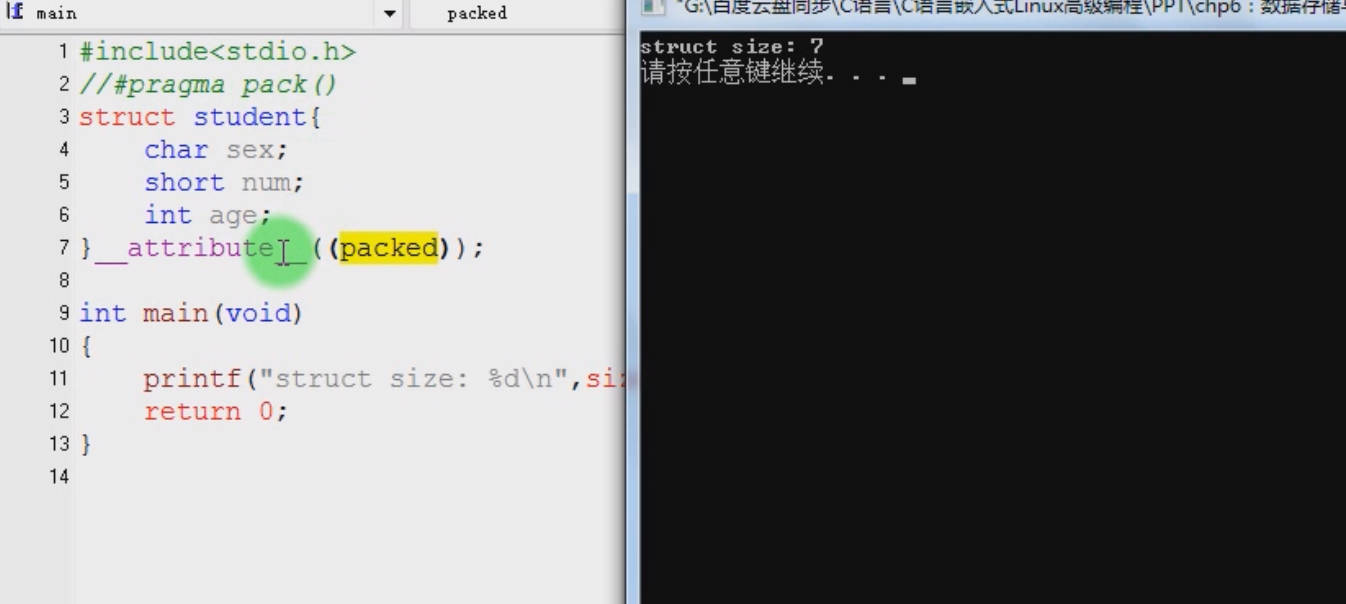 main
packed
1 #include<stdio.h>
2 //#pragma pack()
3 struct student{
4 char sex;
5 short num;
6 int age;
7 }__attribute__((packed));
8
9 int main(void)
10 {
11 printf("struct size: %d\n",siz
12 return 0;
13 }
14
"G:\百度云盘同步\C语言\C语言嵌入式Linux高级编程\PPT\chp6：数据存储
struct size: 7
请按任意键继续. . .